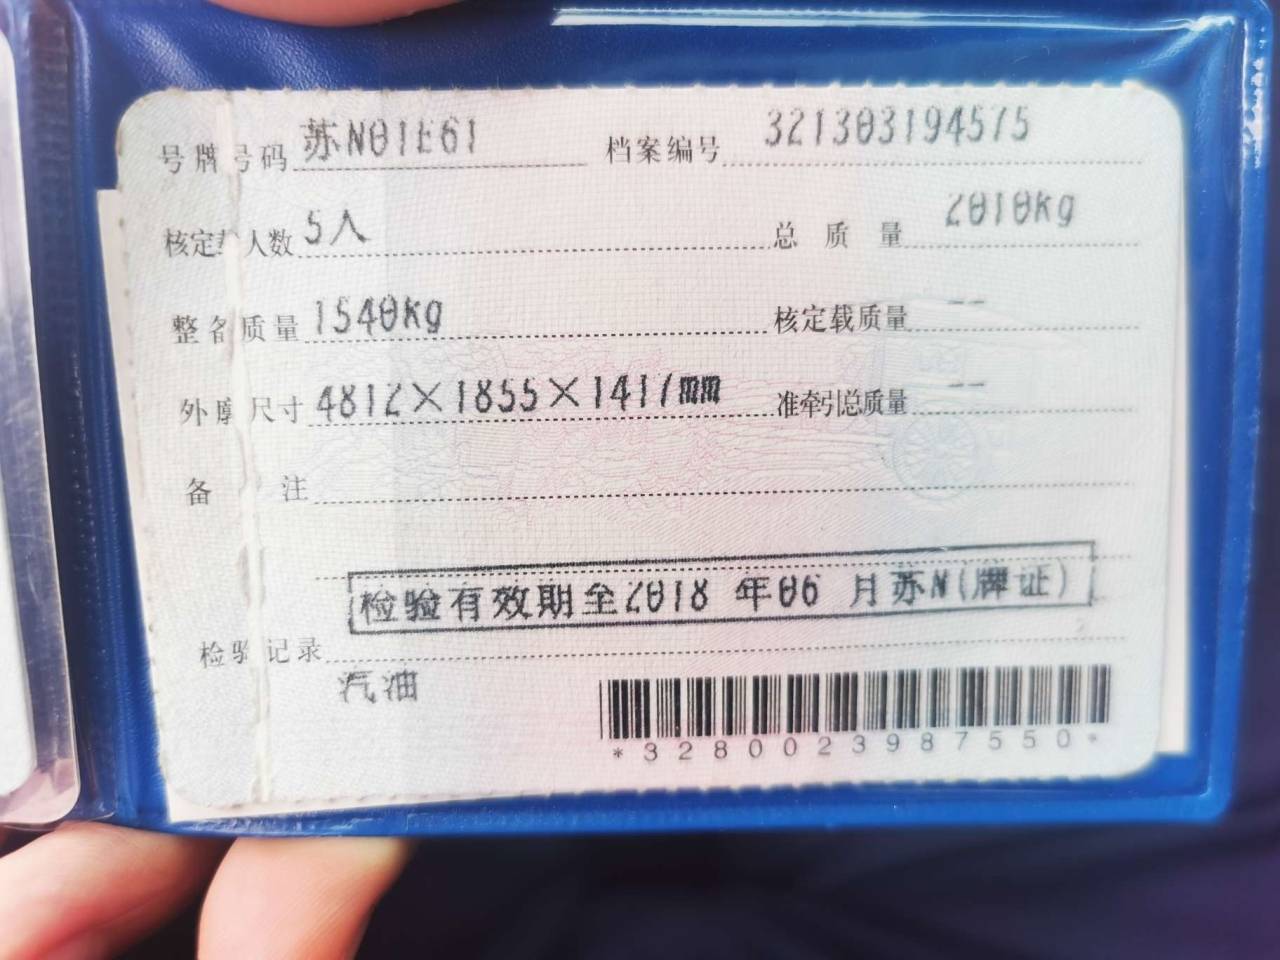 号牌号码 苏N01E61 档案编号 321303194575
核定载人数 5人 总质量 2010kg
整备质量 1540kg 核定载质量 --
外廓尺寸 4812×1855×1417mm 准牵引总质量 --
备注
检验有效期至2018年06月苏N(牌证)
检验记录
汽油
*3280023987550*